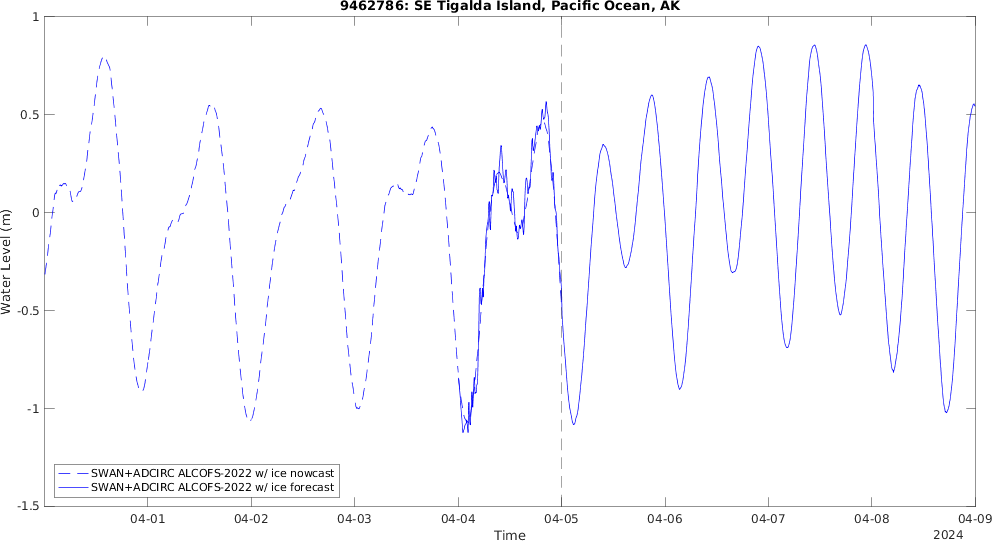 9462786: SE Tigalda Island, Pacific Ocean, AK
1
0.5
0
-0.5
-1
-1.5
Water Level (m)
SWAN+ADCIRC ALCOFS-2022 w/ ice nowcast
SWAN+ADCIRC ALCOFS-2022 w/ ice forecast
04-01 04-02 04-03 04-04 04-05 04-06 04-07 04-08 04-09
Time
2024